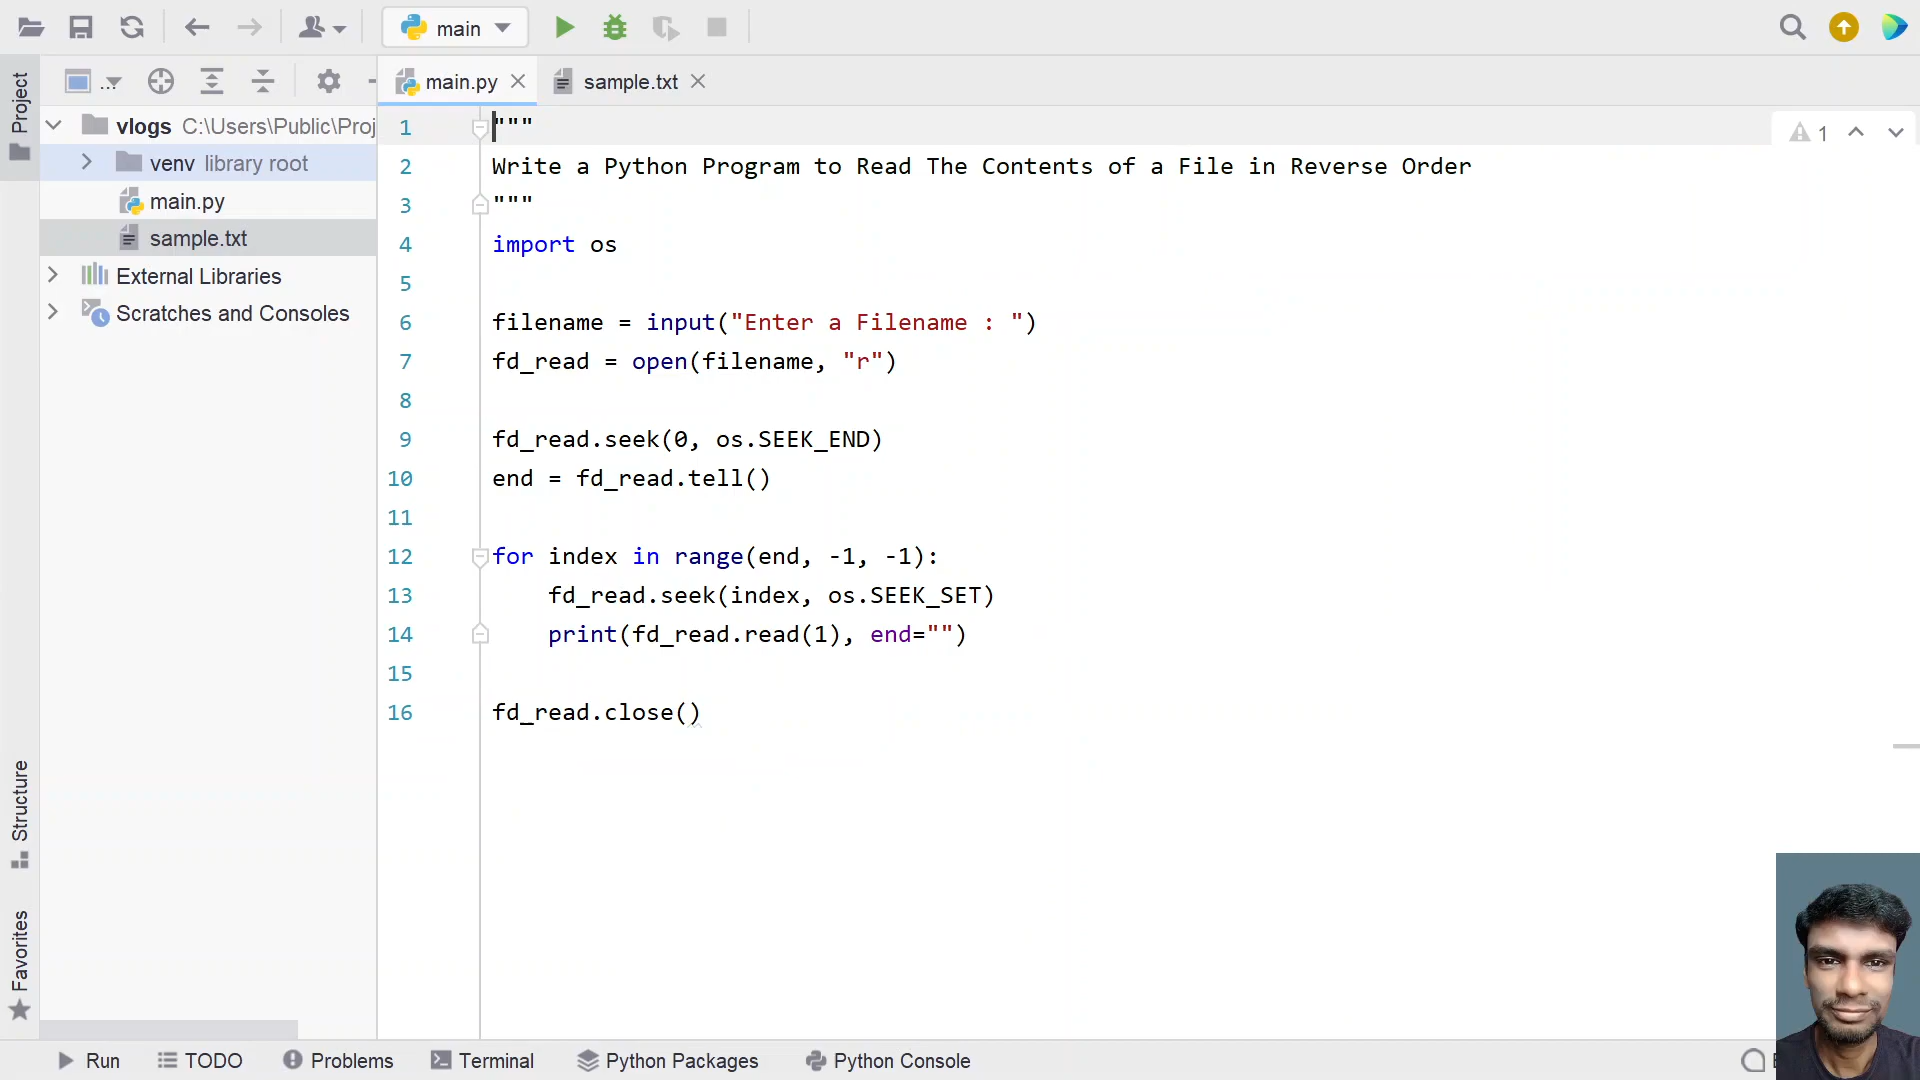 main
Project
...
main.py
sample.txt
vlogs C:\Users\Public\Proj
venv library root
main.py
sample.txt
External Libraries
Scratches and Consoles
1 """
2 Write a Python Program to Read The Contents of a File in Reverse Order
3 """
4 import os
5
6 filename = input("Enter a Filename : ")
7 fd_read = open(filename, "r")
8
9 fd_read.seek(0, os.SEEK_END)
10 end = fd_read.tell()
11
12 for index in range(end, -1, -1):
13     fd_read.seek(index, os.SEEK_SET)
14     print(fd_read.read(1), end="")
15
16 fd_read.close()
1
Structure
Favorites
Run
TODO
Problems
Terminal
Python Packages
Python Console